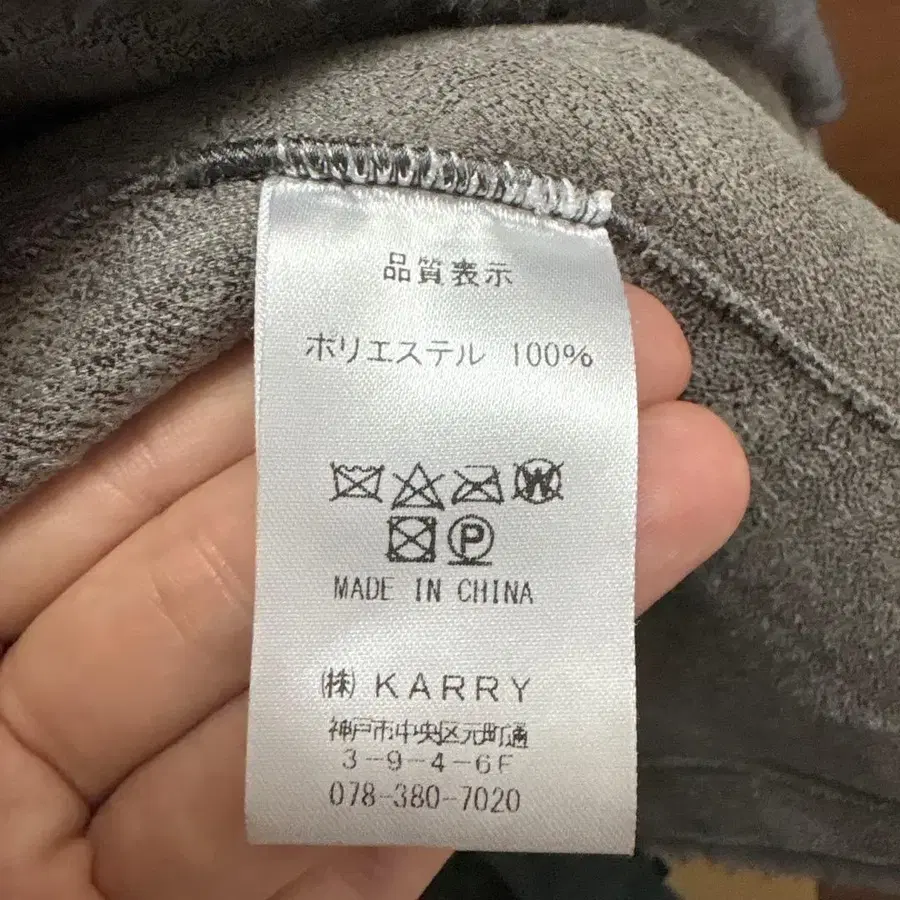 品質表示
ポリエステル 100%
W
P
MADE IN CHINA
㈱ KARRY
神戸市中央区元町通
3-9-4-6F
078-380-7020